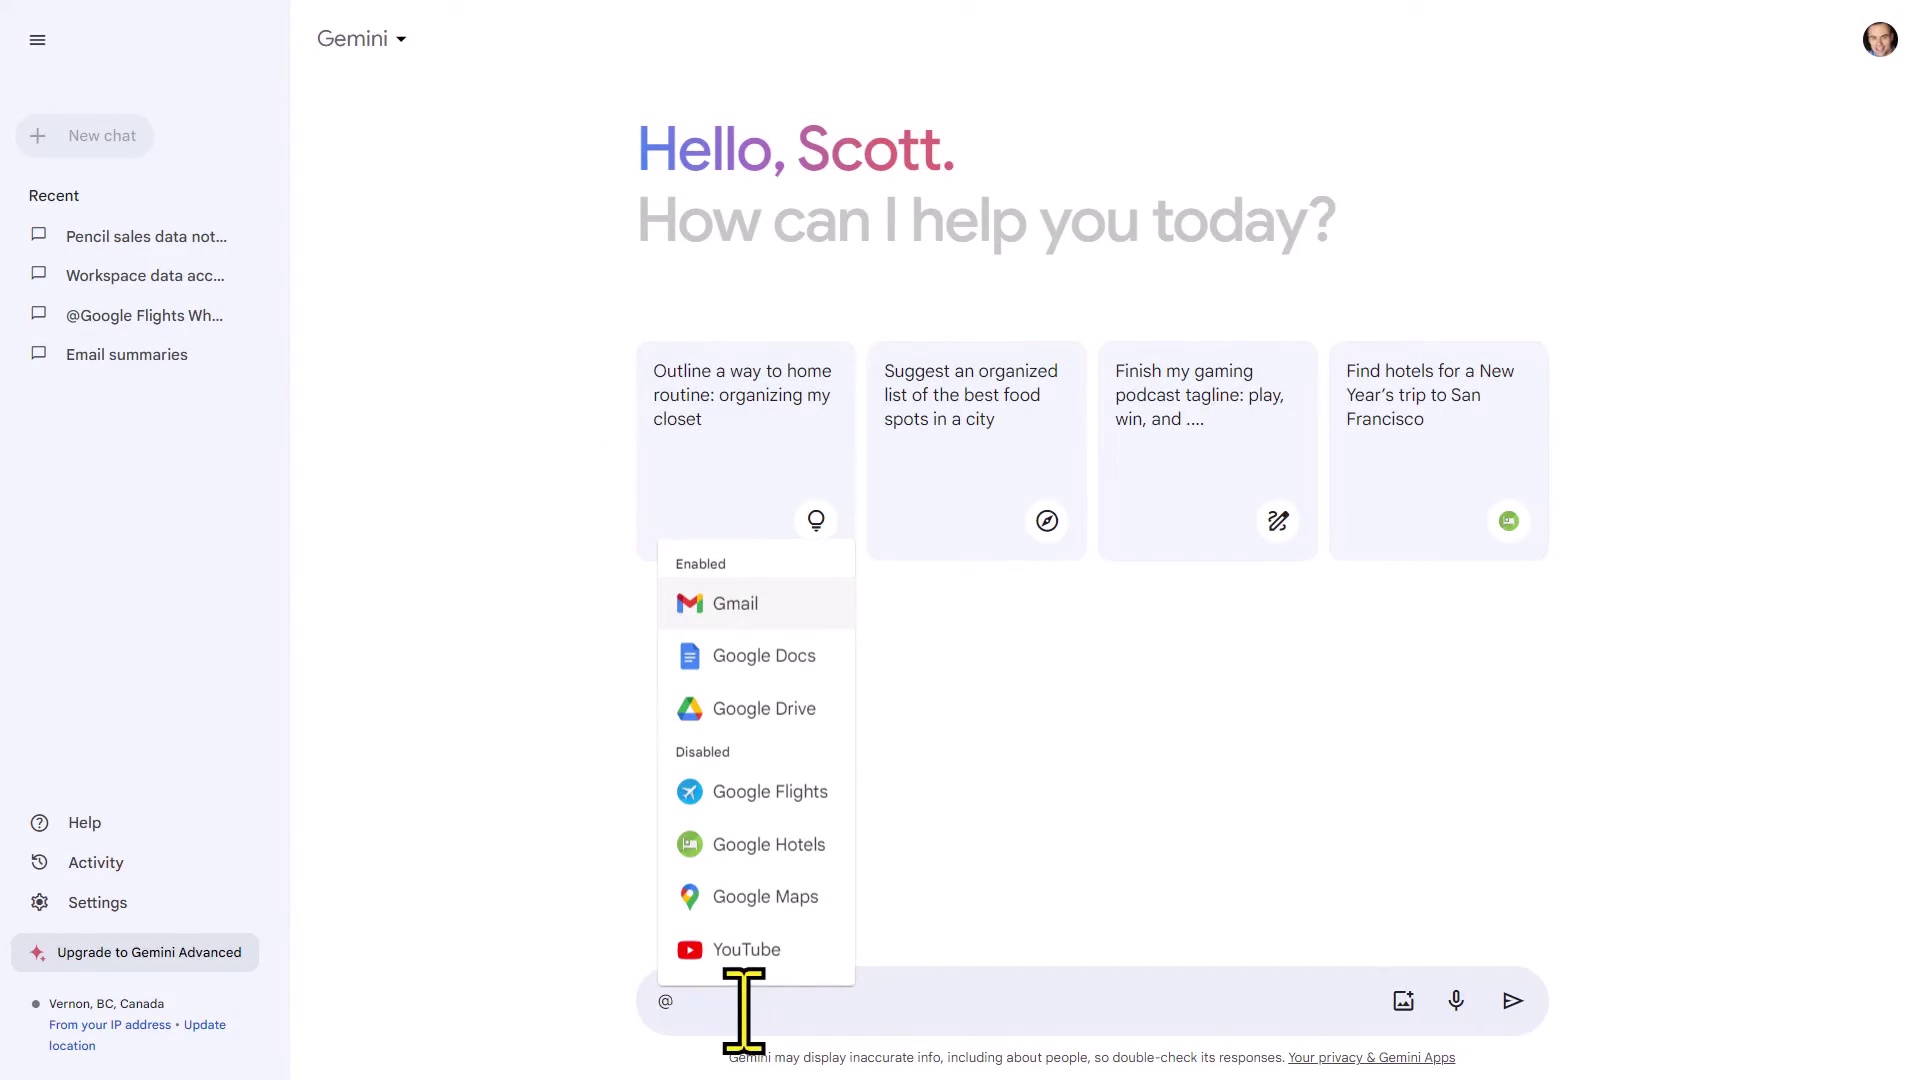 Gemini
New chat
Recent
Pencil sales data not...
Workspace data acc...
@Google Flights Wh...
Email summaries
Help
Activity
Settings
Upgrade to Gemini Advanced
Vernon, BC, Canada
From your IP address • Update
location
Hello, Scott.
How can I help you today?
Outline a way to home
routine: organizing my
closet
Suggest an organized
list of the best food
spots in a city
Finish my gaming
podcast tagline: play,
win, and ....
Find hotels for a New
Year’s trip to San
Francisco
Enabled
Gmail
Google Docs
Google Drive
Disabled
Google Flights
Google Hotels
Google Maps
YouTube
@
Gemini may display inaccurate info, including about people, so double-check its responses. Your privacy & Gemini Apps